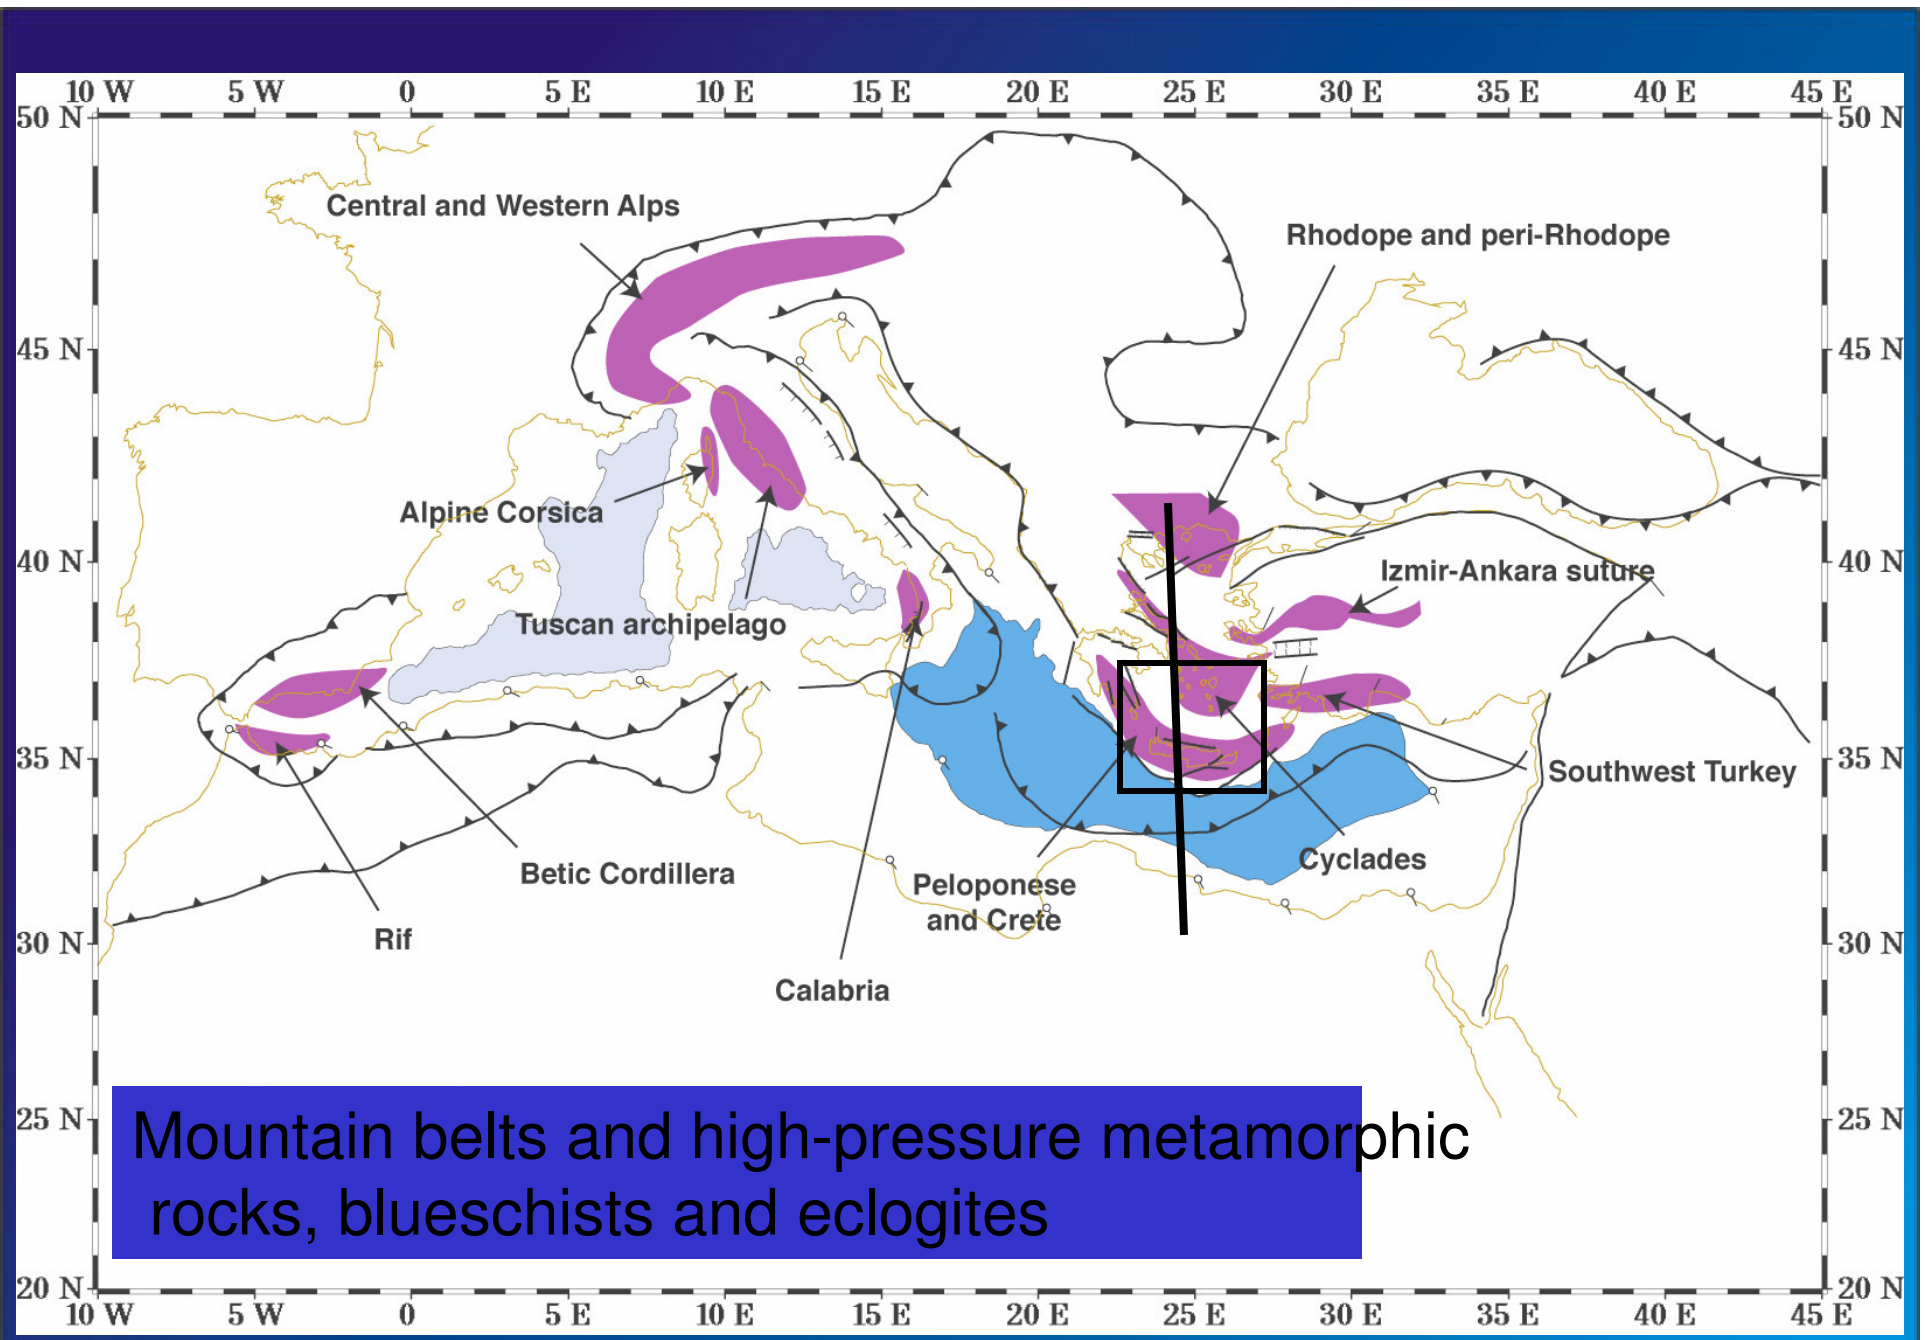 10 W 5 W 0 5 E 10 E 15 E 20 E 25 E 30 E 35 E 40 E 45 E
50 N 50 N
Central and Western Alps
Rhodope and peri-Rhodope
45 N 45 N
Alpine Corsica
40 N 40 N
Izmir-Ankara suture
Tuscan archipelago
35 N 35 N
Southwest Turkey
Cyclades
Betic Cordillera
Peloponese
and Crete
Rif
30 N 30 N
Calabria
25 N 25 N
Mountain belts and high-pressure metamorphic
rocks, blueschists and eclogites
20 N 20 N
10 W 5 W 0 5 E 10 E 15 E 20 E 25 E 30 E 35 E 40 E 45 E